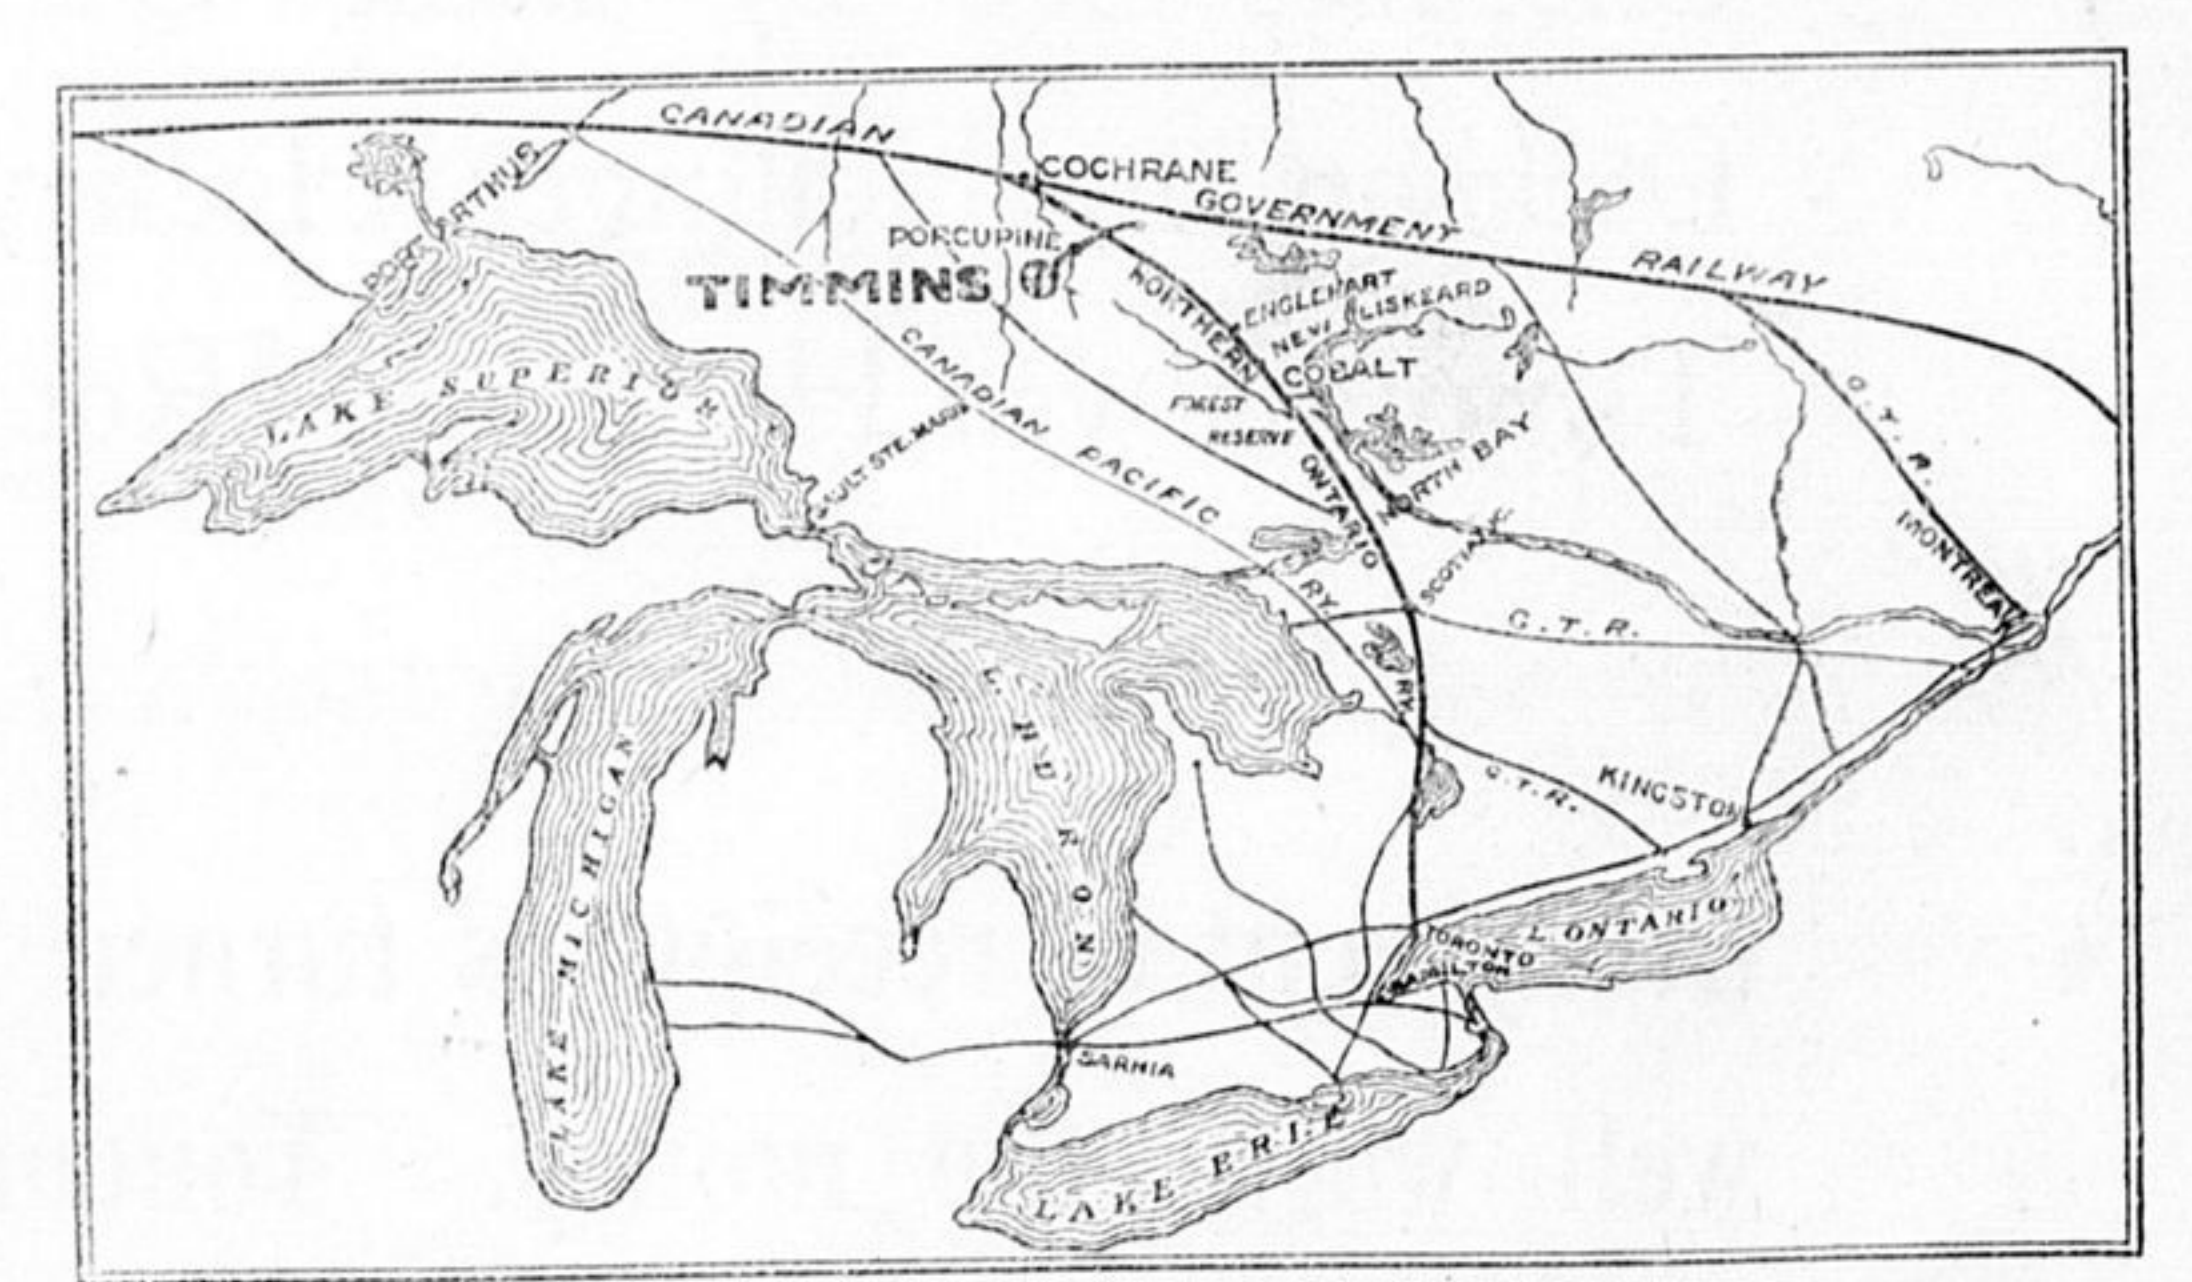 CANADIAN
COCHRANE
GOVERNMENT
RAILWAY
PORT ARTHUR
PORCUPINE
TIMMINS
NORTHERN
ENGLEHART
NEW LISKEARD
COBALT
FOREST
RESERVE
LAKE SUPERIOR
CANADIAN PACIFIC RY
SAULT STE. MARIE
ONTARIO
NORTH BAY
G. T. R.
MONTREAL
SCOTIA
G. T. R.
RY
L. HURON
LAKE MICHIGAN
G. T. R.
KINGSTON
L. ONTARIO
TORONTO
HAMILTON
SARNIA
LAKE ERIE